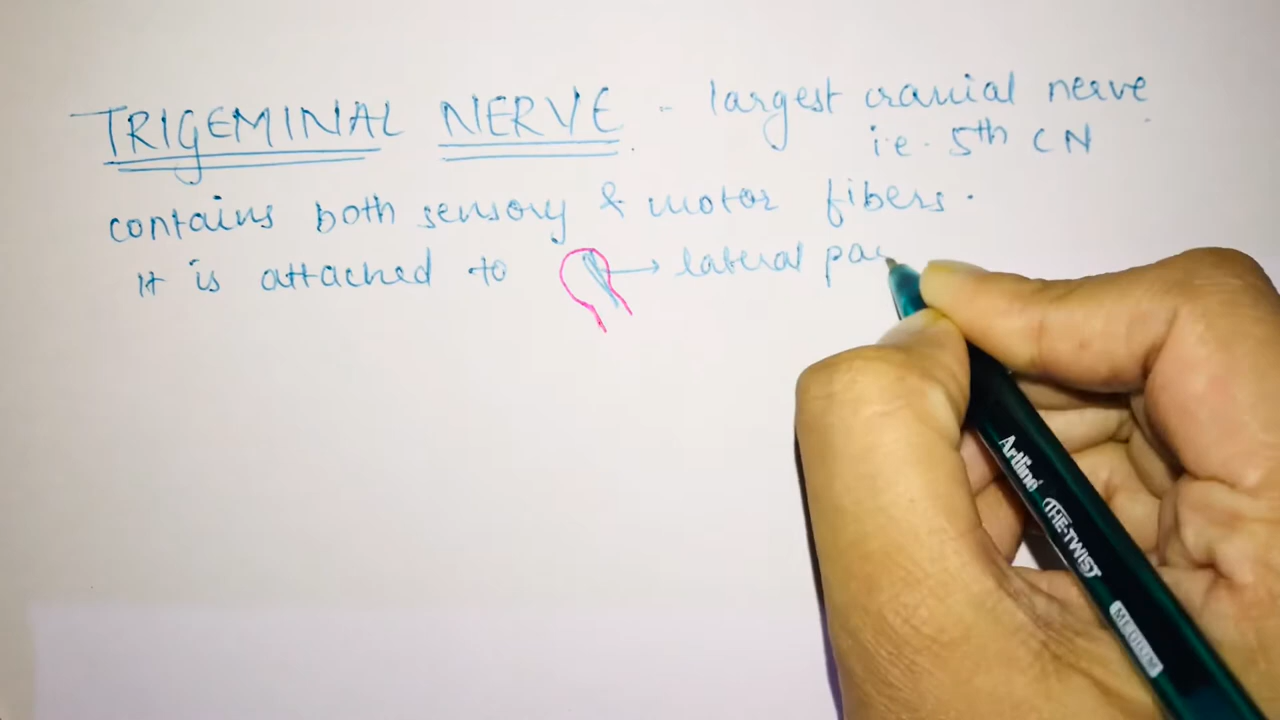 TRIGEMINAL NERVE - largest cranial nerve
i.e. 5th CN
contains both sensory & motor fibers.
It is attached to → lateral pa
Artline THE-TWIST MEDIUM